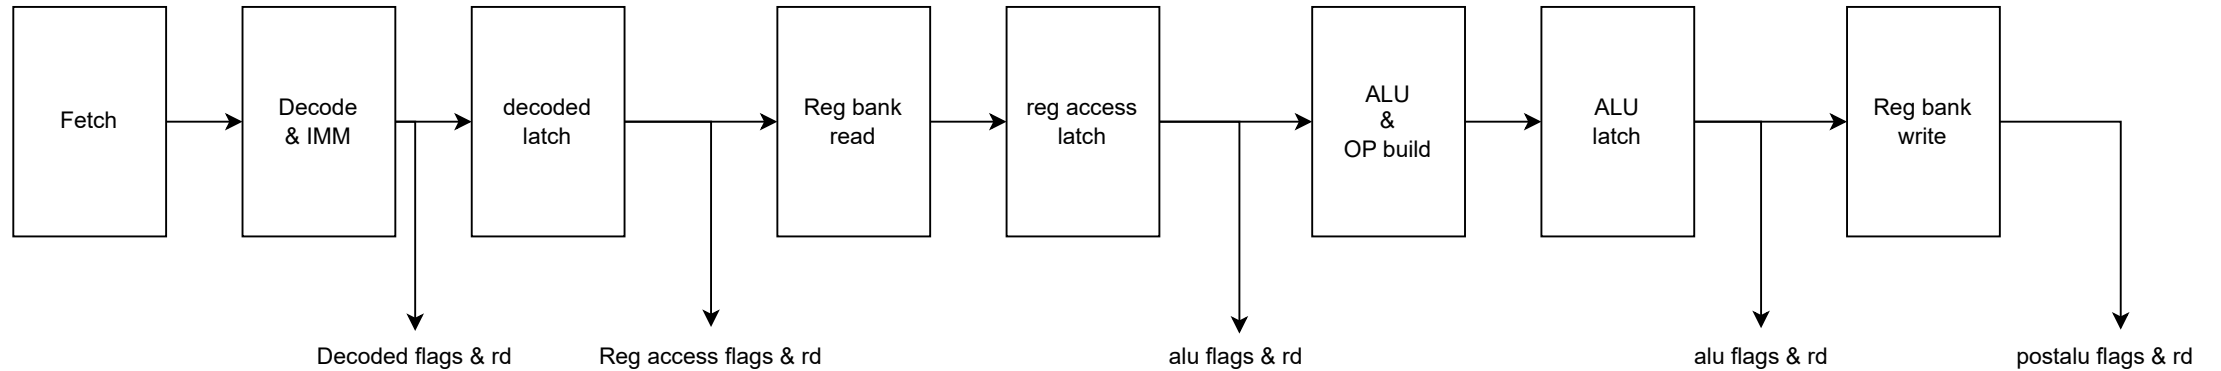 Fetch
Decode
& IMM
decoded
latch
Reg bank
read
reg access
latch
ALU
&
OP build
ALU
latch
Reg bank
write
Decoded flags & rd
Reg access flags & rd
alu flags & rd
alu flags & rd
postalu flags & rd